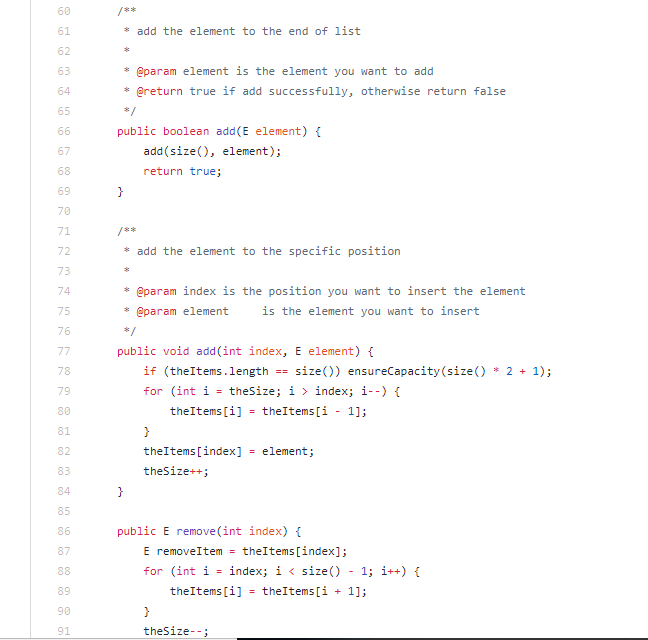 60 /**
61 * add the element to the end of list
62 *
63 * @param element is the element you want to add
64 * @return true if add successfully, otherwise return false
65 */
66 public boolean add(E element) {
67 add(size(), element);
68 return true;
69 }
70
71 /**
72 * add the element to the specific position
73 *
74 * @param index is the position you want to insert the element
75 * @param element     is the element you want to insert
76 */
77 public void add(int index, E element) {
78 if (theItems.length == size()) ensureCapacity(size() * 2 + 1);
79 for (int i = theSize; i > index; i--) {
80 theItems[i] = theItems[i - 1];
81 }
82 theItems[index] = element;
83 theSize++;
84 }
85
86 public E remove(int index) {
87 E removeItem = theItems[index];
88 for (int i = index; i < size() - 1; i++) {
89 theItems[i] = theItems[i + 1];
90 }
91 theSize--;